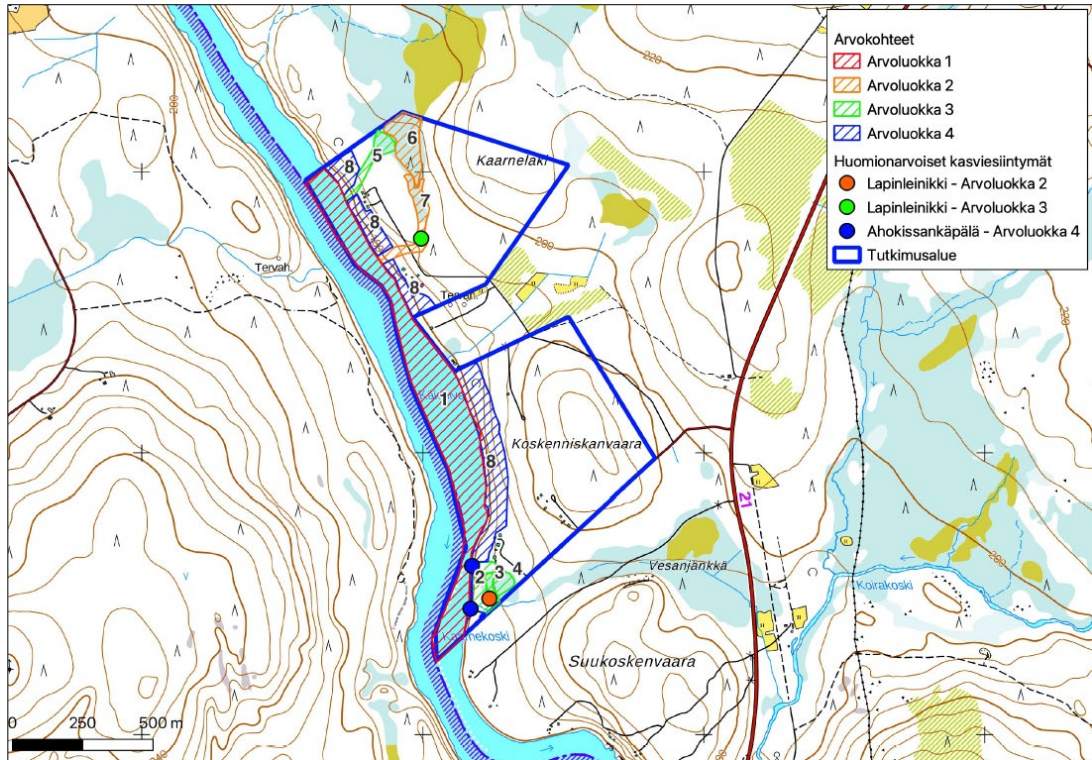 Arvokohteet
Arvoluokka 1
Arvoluokka 2
Arvoluokka 3
Arvoluokka 4
Huomionarvoiset kasviesiintymät
Lapinleinikki - Arvoluokka 2
Lapinleinikki - Arvoluokka 3
Ahokissankäpälä - Arvoluokka 4
Tutkimusalue
220
200
6
5
8
Kaarnelaki
7
8
200
Tervah.
8
220
1
Koskenniskanvaara
8
21
200
2
3
4
Vesanjänkkä
Koirakoski
Suukoskenvaara
0
250
500 m